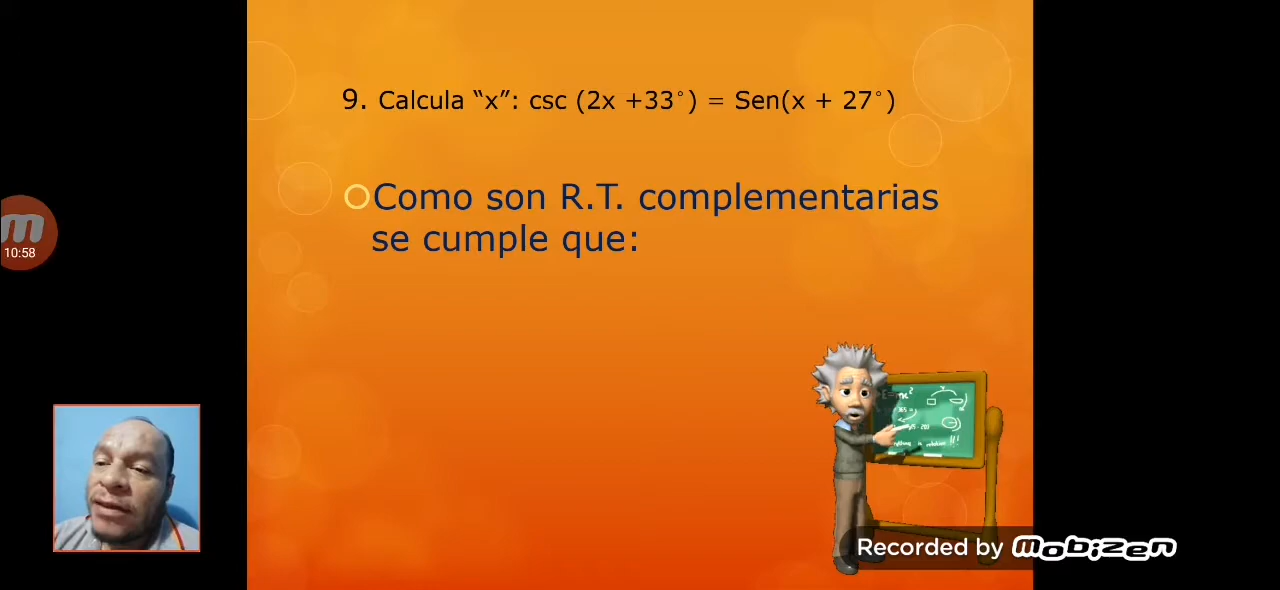 9. Calcula “x”: csc (2x +33°) = Sen(x + 27°)
Como son R.T. complementarias
se cumple que:
m
10:58
Recorded by mobizen